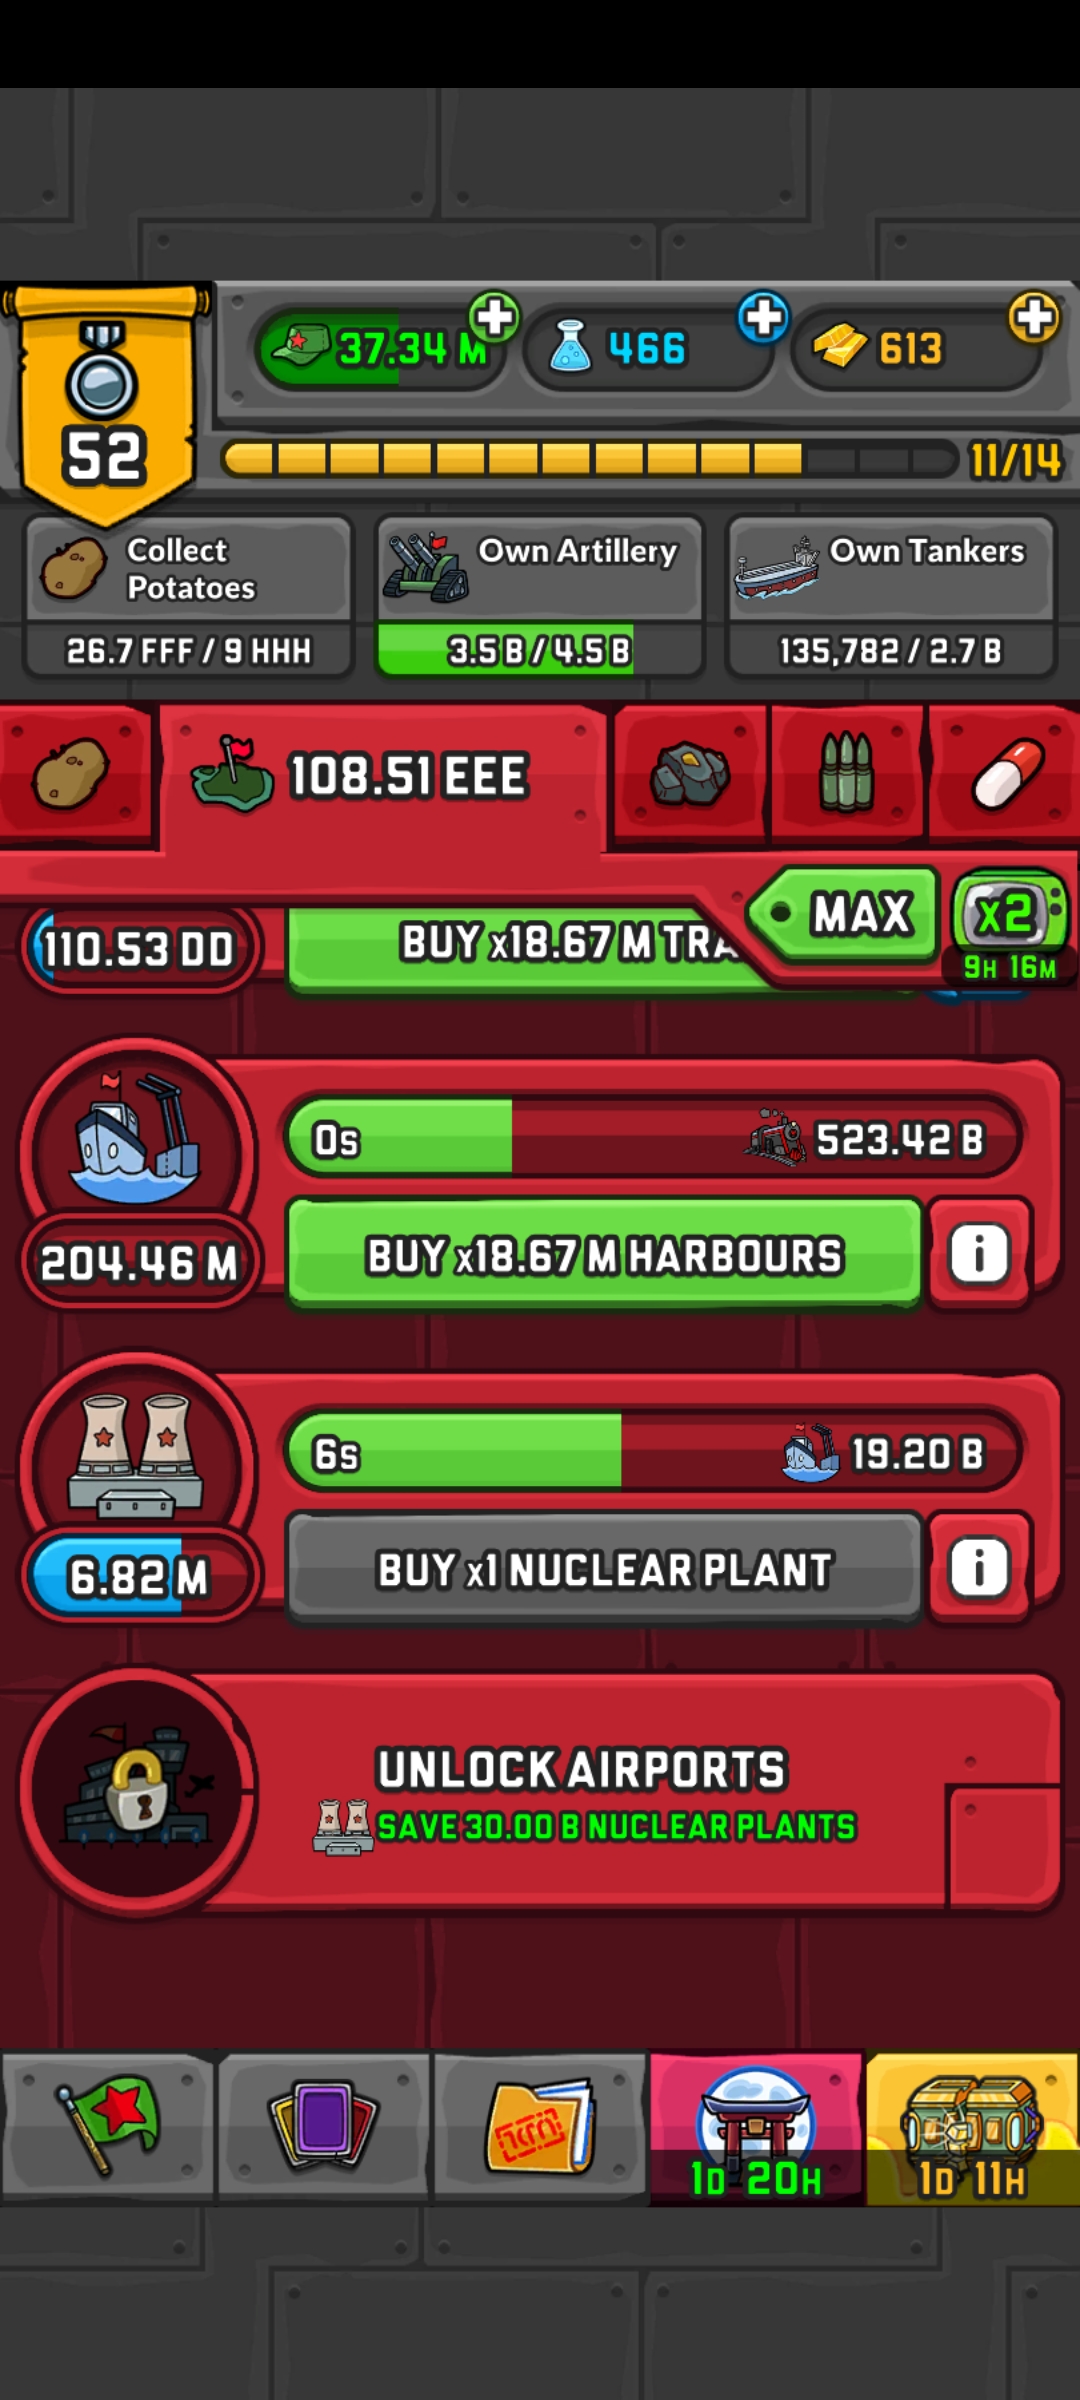 37.34 M
466
613
52
11/14
Collect
Potatoes
Own Artillery
Own Tankers
26.7 FFF / 9 HHH
3.5 B / 4.5 B
135,782 / 2.7 B
108.51 EEE
MAX
x2
9H 16M
110.53 DD
BUY x18.67 M TRA
0s
523.42 B
204.46 M
BUY x18.67 M HARBOURS
i
6s
19.20 B
6.82 M
BUY x1 NUCLEAR PLANT
i
UNLOCK AIRPORTS
SAVE 30.00 B NUCLEAR PLANTS
1D 20H
1D 11H